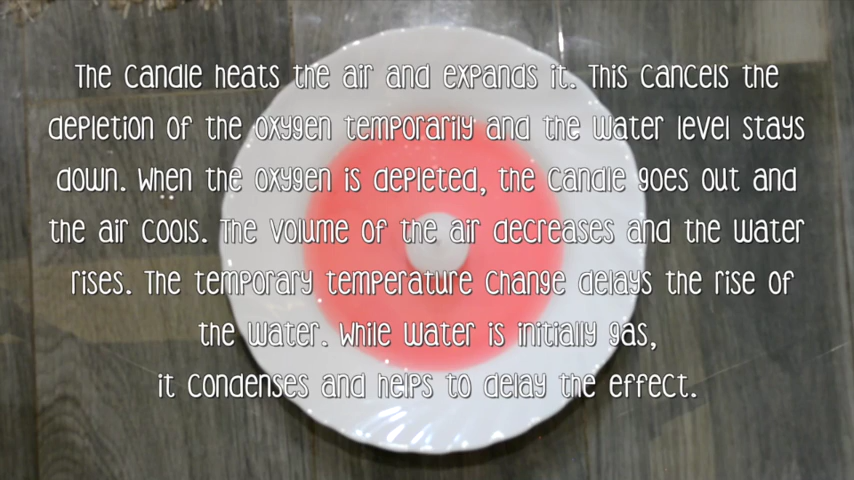 The candle heats the air and expands it. This cancels the
depletion of the oxygen temporarily and the water level stays
down. When the oxygen is depleted, the candle goes out and
the air cools. The volume of the air decreases and the water
rises. The temporary temperature change delays the rise of
the water. While water is initially gas,
it condenses and helps to delay the effect.